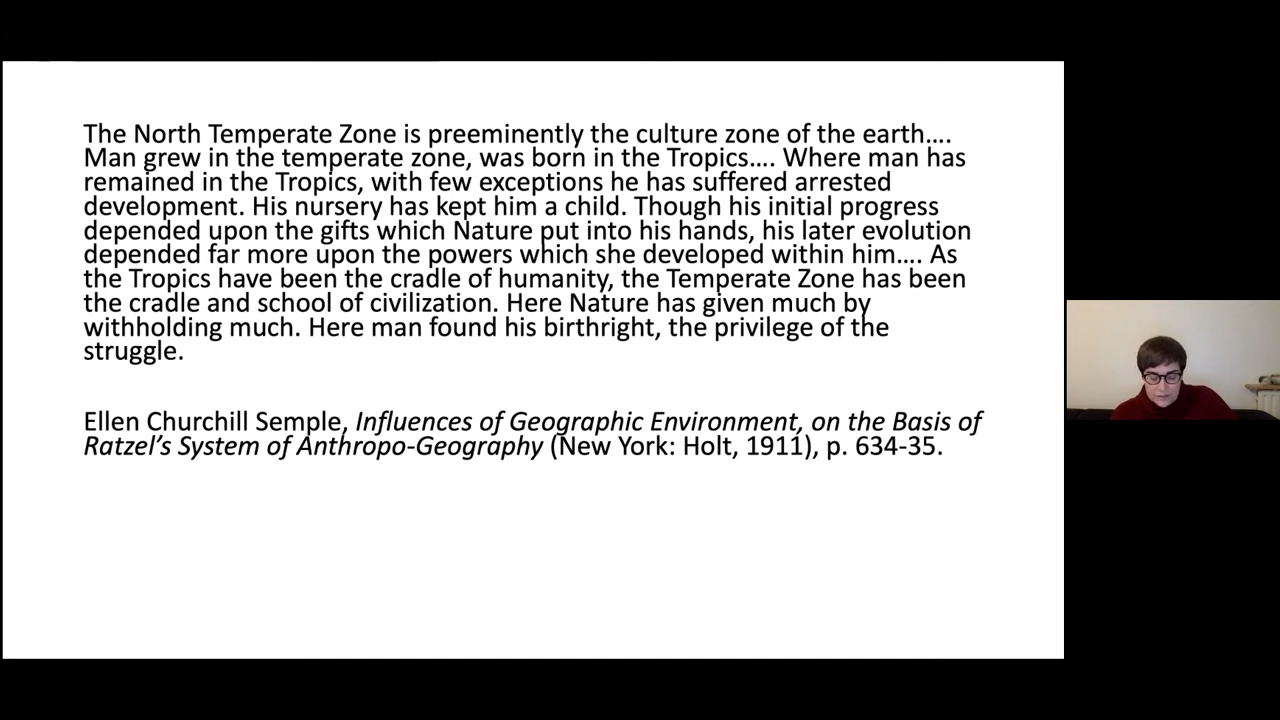 The North Temperate Zone is preeminently the culture zone of the earth....
Man grew in the temperate zone, was born in the Tropics.... Where man has
remained in the Tropics, with few exceptions he has suffered arrested
development. His nursery has kept him a child. Though his initial progress
depended upon the gifts which Nature put into his hands, his later evolution
depended far more upon the powers which she developed within him.... As
the Tropics have been the cradle of humanity, the Temperate Zone has been
the cradle and school of civilization. Here Nature has given much by
withholding much. Here man found his birthright, the privilege of the
struggle.
Ellen Churchill Semple, Influences of Geographic Environment, on the Basis of
Ratzel’s System of Anthropo-Geography (New York: Holt, 1911), p. 634-35.